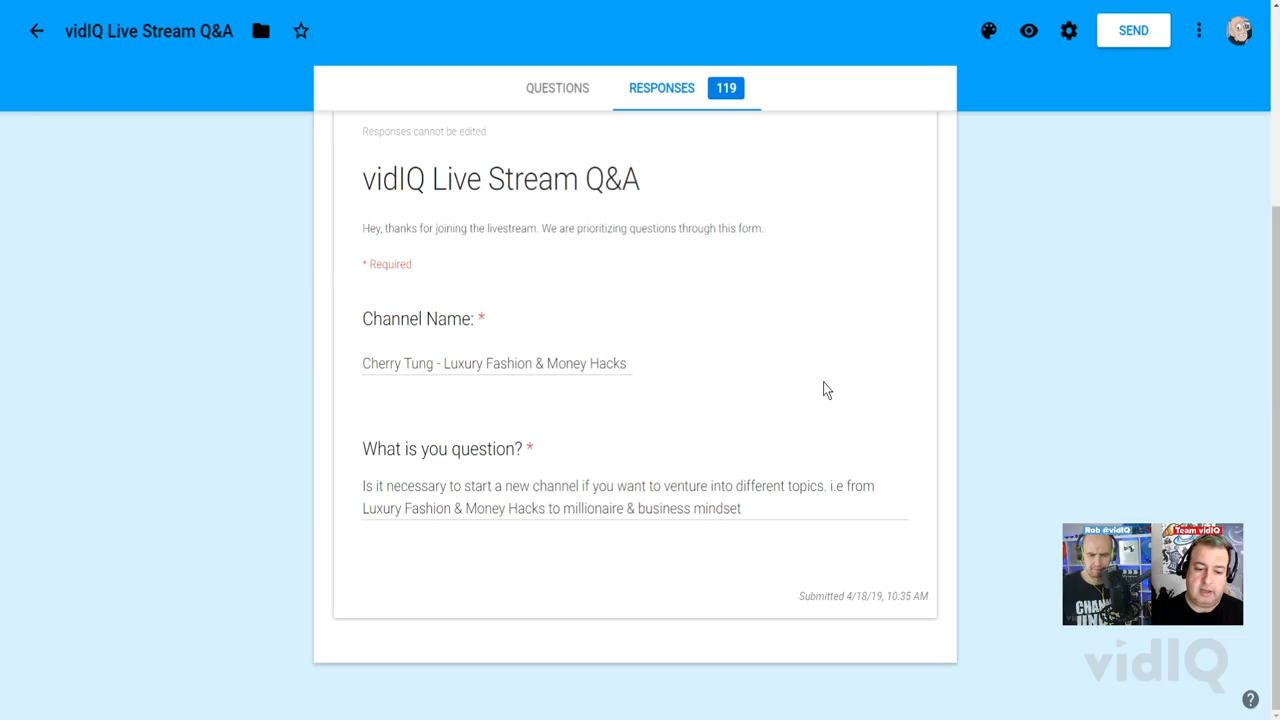 vidIQ Live Stream Q&A
SEND
QUESTIONS
RESPONSES
119
Responses cannot be edited
vidIQ Live Stream Q&A
Hey, thanks for joining the livestream. We are prioritizing questions through this form.
* Required
Channel Name: *
Cherry Tung - Luxury Fashion & Money Hacks
What is you question? *
Is it necessary to start a new channel if you want to venture into different topics. i.e from
Luxury Fashion & Money Hacks to millionaire & business mindset
Submitted 4/18/19, 10:35 AM
Rob @vidIQ
Team vidIQ
vidIQ
?